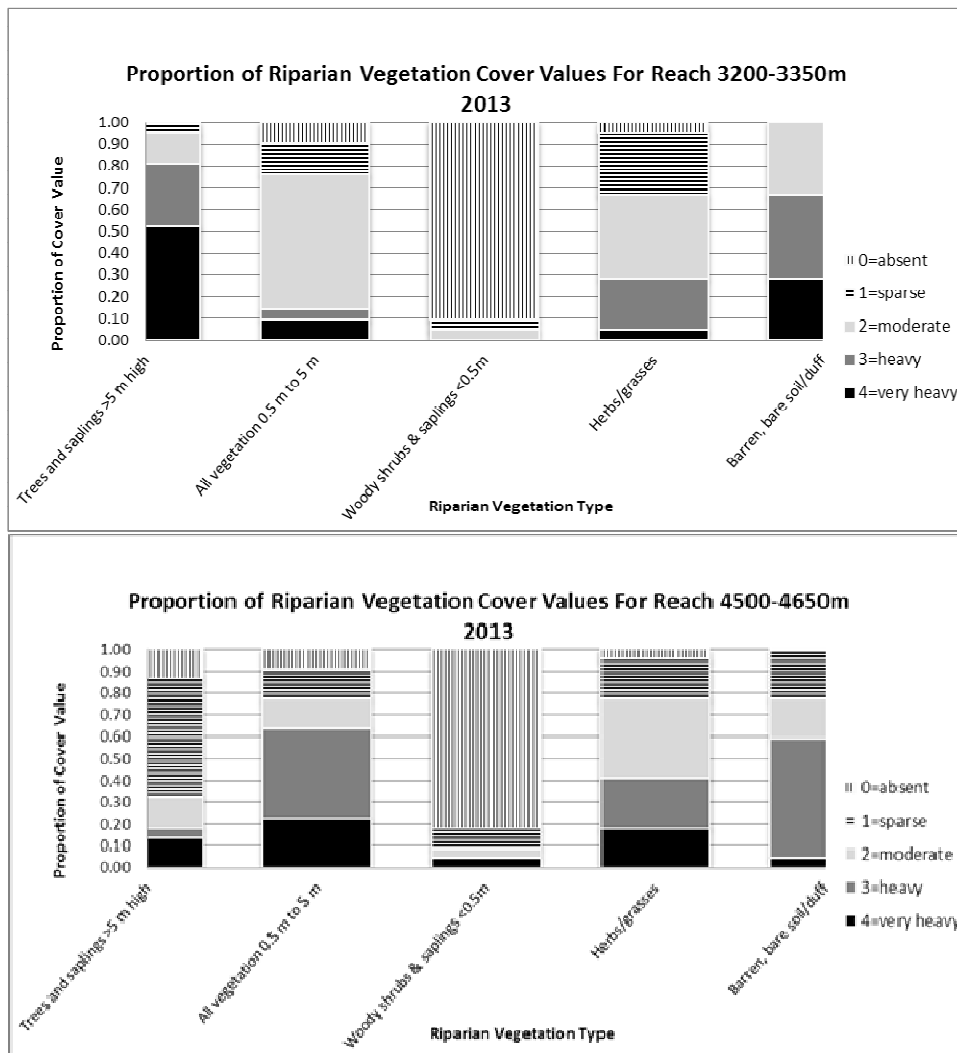 Proportion of Riparian Vegetation Cover Values For Reach 3200-3350m
2013
Proportion of Cover Value
1.00
0.90
0.80
0.70
0.60
0.50
0.40
0.30
0.20
0.10
0.00
Trees and saplings >5 m high
All vegetation 0.5 m to 5 m
Woody shrubs & saplings <0.5m
Herbs/grasses
Barren, bare soil/duff
Riparian Vegetation Type
0=absent
1=sparse
2=moderate
3=heavy
4=very heavy
Proportion of Riparian Vegetation Cover Values For Reach 4500-4650m
2013
Proportion of Cover Value
1.00
0.90
0.80
0.70
0.60
0.50
0.40
0.30
0.20
0.10
0.00
Trees and saplings >5 m high
All vegetation 0.5 m to 5 m
Woody shrubs & saplings <0.5m
Herbs/grasses
Barren, bare soil/duff
Riparian Vegetation Type
0=absent
1=sparse
2=moderate
3=heavy
4=very heavy